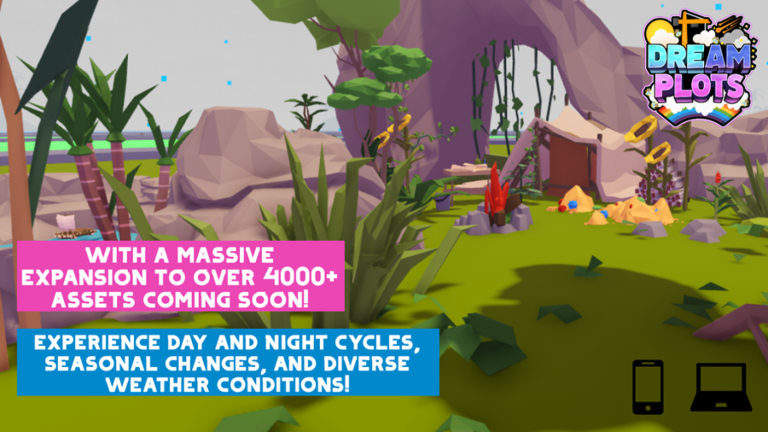 DREAM
PLOTS
WITH A MASSIVE
EXPANSION TO OVER 4000+
ASSETS COMING SOON!
EXPERIENCE DAY AND NIGHT CYCLES,
SEASONAL CHANGES, AND DIVERSE
WEATHER CONDITIONS!